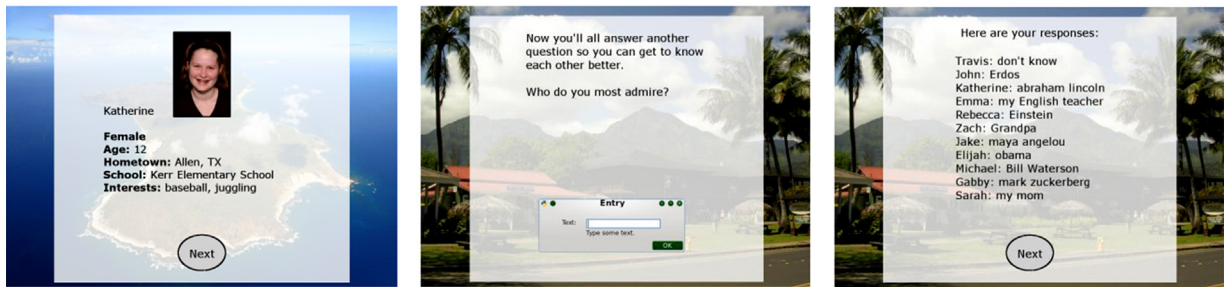 Katherine
Female
Age: 12
Hometown: Allen, TX
School: Kerr Elementary School
Interests: baseball, juggling
Next
Now you'll all answer another
question so you can get to know
each other better.
Who do you most admire?
Entry
Text:
Type some text.
OK
Here are your responses:
Travis: don't know
John: Erdos
Katherine: abraham lincoln
Emma: my English teacher
Rebecca: Einstein
Zach: Grandpa
Jake: maya angelou
Elijah: obama
Michael: Bill Waterson
Gabby: mark zuckerberg
Sarah: my mom
Next